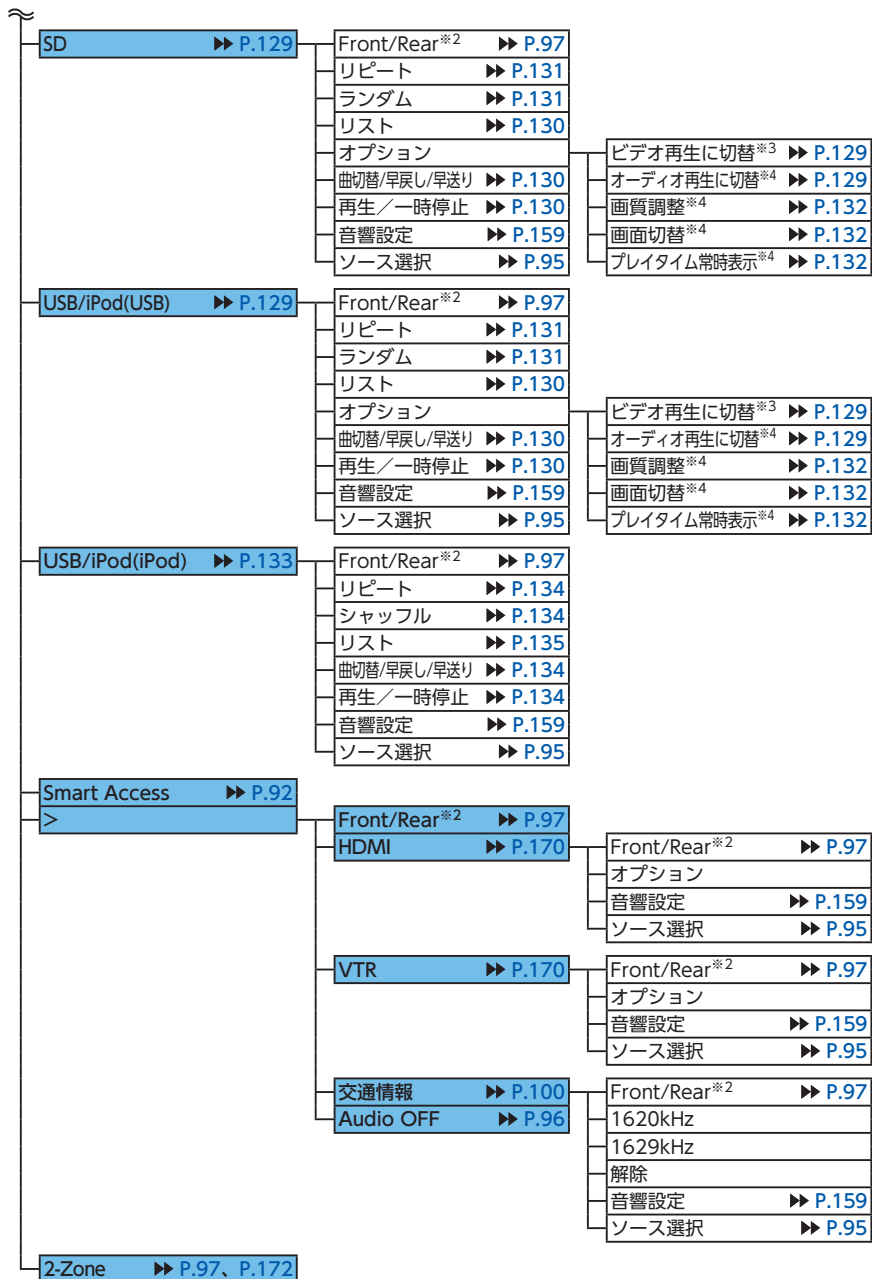 SD ▶▶ P.129
Front/Rear※2 ▶▶ P.97
リピート ▶▶ P.131
ランダム ▶▶ P.131
リスト ▶▶ P.130
オプション
曲切替/早戻し/早送り ▶▶ P.130
再生／一時停止 ▶▶ P.130
音響設定 ▶▶ P.159
ソース選択 ▶▶ P.95
ビデオ再生に切替※3 ▶▶ P.129
オーディオ再生に切替※4 ▶▶ P.129
画質調整※4 ▶▶ P.132
画面切替※4 ▶▶ P.132
プレイタイム常時表示※4 ▶▶ P.132
USB/iPod(USB) ▶▶ P.129
Front/Rear※2 ▶▶ P.97
リピート ▶▶ P.131
ランダム ▶▶ P.131
リスト ▶▶ P.130
オプション
曲切替/早戻し/早送り ▶▶ P.130
再生／一時停止 ▶▶ P.130
音響設定 ▶▶ P.159
ソース選択 ▶▶ P.95
ビデオ再生に切替※3 ▶▶ P.129
オーディオ再生に切替※4 ▶▶ P.129
画質調整※4 ▶▶ P.132
画面切替※4 ▶▶ P.132
プレイタイム常時表示※4 ▶▶ P.132
USB/iPod(iPod) ▶▶ P.133
Front/Rear※2 ▶▶ P.97
リピート ▶▶ P.134
シャッフル ▶▶ P.134
リスト ▶▶ P.135
曲切替/早戻し/早送り ▶▶ P.134
再生／一時停止 ▶▶ P.134
音響設定 ▶▶ P.159
ソース選択 ▶▶ P.95
Smart Access ▶▶ P.92
>
Front/Rear※2 ▶▶ P.97
HDMI ▶▶ P.170
Front/Rear※2 ▶▶ P.97
オプション
音響設定 ▶▶ P.159
ソース選択 ▶▶ P.95
VTR ▶▶ P.170
Front/Rear※2 ▶▶ P.97
オプション
音響設定 ▶▶ P.159
ソース選択 ▶▶ P.95
交通情報 ▶▶ P.100
Audio OFF ▶▶ P.96
Front/Rear※2 ▶▶ P.97
1620kHz
1629kHz
解除
音響設定 ▶▶ P.159
ソース選択 ▶▶ P.95
2-Zone ▶▶ P.97、P.172